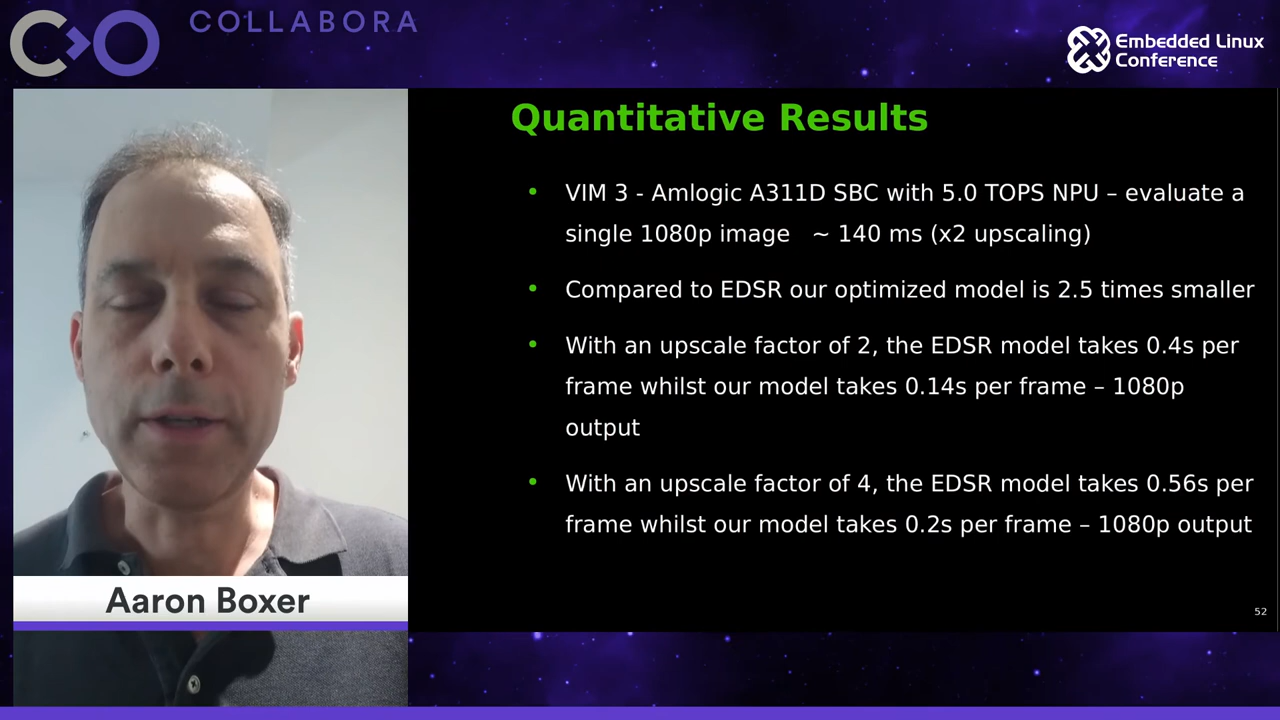 COLLABORA
Embedded Linux
Conference
Quantitative Results
• VIM 3 - Amlogic A311D SBC with 5.0 TOPS NPU – evaluate a
single 1080p image ~ 140 ms (x2 upscaling)
• Compared to EDSR our optimized model is 2.5 times smaller
• With an upscale factor of 2, the EDSR model takes 0.4s per
frame whilst our model takes 0.14s per frame – 1080p
output
• With an upscale factor of 4, the EDSR model takes 0.56s per
frame whilst our model takes 0.2s per frame – 1080p output
52
Aaron Boxer